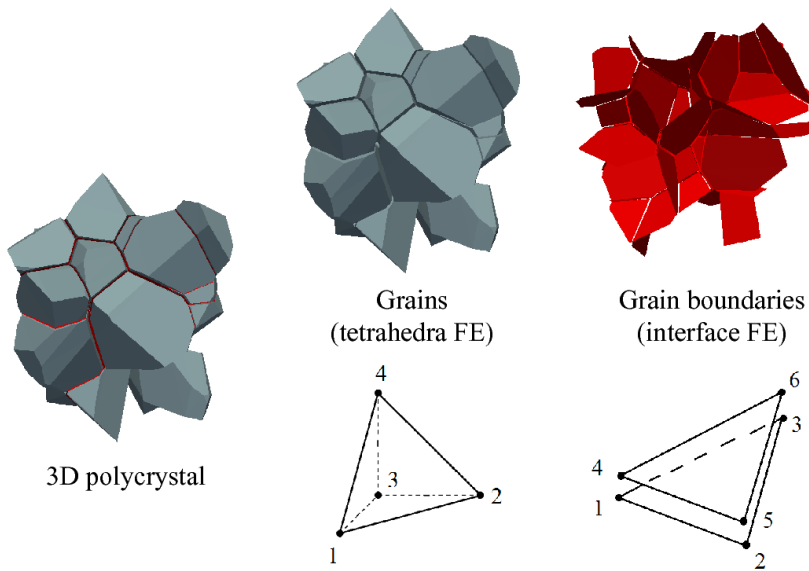 Grains
(tetrahedra FE)
Grain boundaries
(interface FE)
3D polycrystal
4
3
2
1
6
3
4
1
5
2